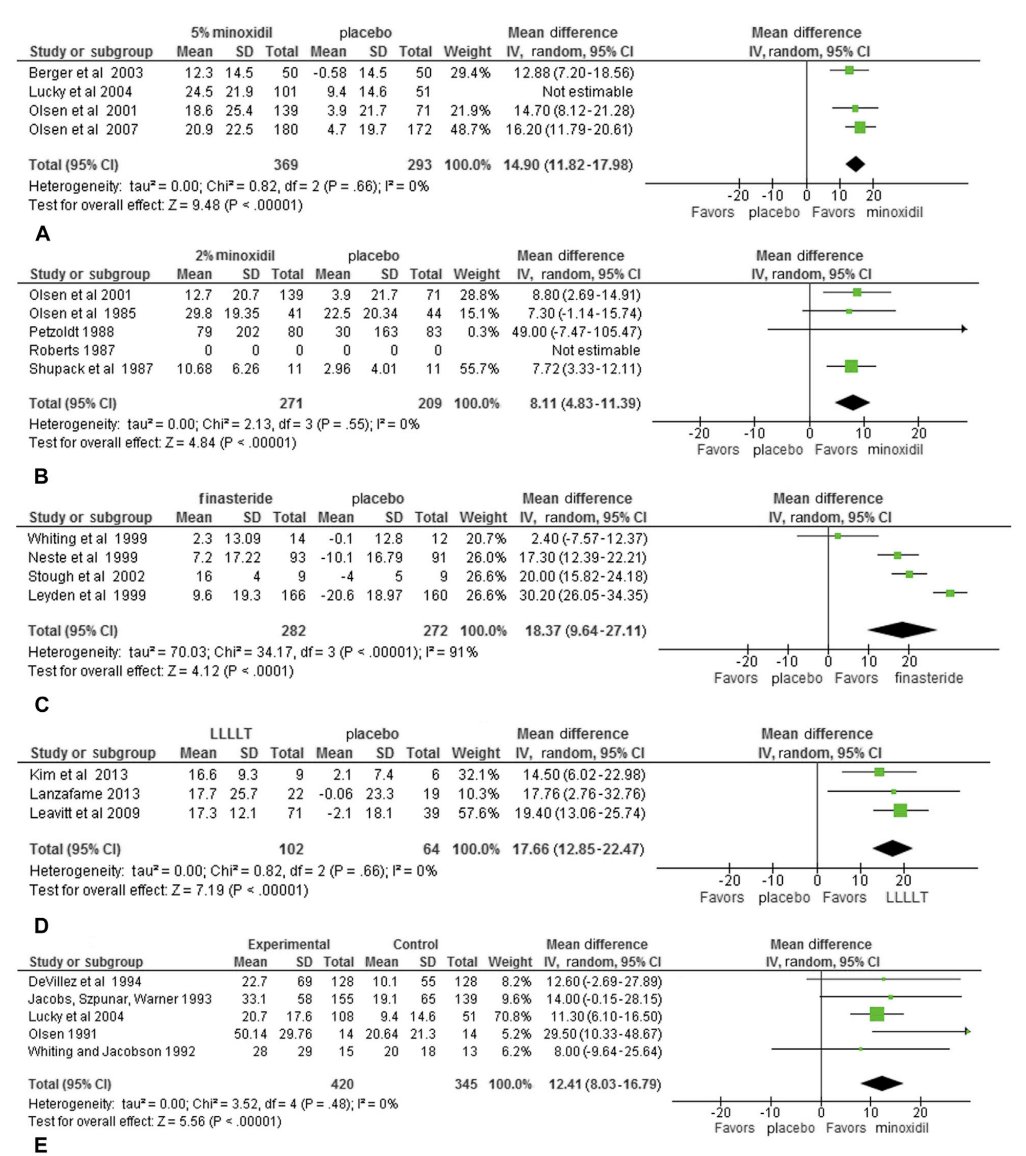 5% minoxidil placebo Mean difference Mean difference
Study or subgroup Mean SD Total Mean SD Total Weight IV, random, 95% CI IV, random, 95% CI
Berger et al 2003 12.3 14.5 50 -0.58 14.5 50 29.4% 12.88 (7.20-18.56)
Lucky et al 2004 24.5 21.9 101 9.4 14.6 51 Not estimable
Olsen et al 2001 18.6 25.4 139 3.9 21.7 71 21.9% 14.70 (8.12-21.28)
Olsen et al 2007 20.9 22.5 180 4.7 19.7 172 48.7% 16.20 (11.79-20.61)
Total (95% CI) 369 293 100.0% 14.90 (11.82-17.98)
Heterogeneity: tau² = 0.00; Chi² = 0.82, df = 2 (P = .66); I² = 0%
Test for overall effect: Z = 9.48 (P < .00001)
-20 -10 0 10 20
Favors placebo Favors minoxidil
A
2% minoxidil placebo Mean difference Mean difference
Study or subgroup Mean SD Total Mean SD Total Weight IV, random, 95% CI IV, random, 95% CI
Olsen et al 2001 12.7 20.7 139 3.9 21.7 71 28.8% 8.80 (2.69-14.91)
Olsen et al 1985 29.8 19.35 41 22.5 20.34 44 15.1% 7.30 (-1.14-15.74)
Petzoldt 1988 79 202 80 30 163 83 0.3% 49.00 (-7.47-105.47)
Roberts 1987 0 0 0 0 0 0 Not estimable
Shupack et al 1987 10.68 6.26 11 2.96 4.01 11 55.7% 7.72 (3.33-12.11)
Total (95% CI) 271 209 100.0% 8.11 (4.83-11.39)
Heterogeneity: tau² = 0.00; Chi² = 2.13, df = 3 (P = .55); I² = 0%
Test for overall effect: Z = 4.84 (P < .00001)
-20 -10 0 10 20
Favors placebo Favors minoxidil
B
finasteride placebo Mean difference Mean difference
Study or subgroup Mean SD Total Mean SD Total Weight IV, random, 95% CI IV, random, 95% CI
Whiting et al 1999 2.3 13.09 14 -0.1 12.8 12 20.7% 2.40 (-7.57-12.37)
Neste et al 1999 7.2 17.22 93 -10.1 16.79 91 26.0% 17.30 (12.39-22.21)
Stough et al 2002 16 4 9 -4 5 9 26.6% 20.00 (15.82-24.18)
Leyden et al 1999 9.6 19.3 166 -20.6 18.97 160 26.6% 30.20 (26.05-34.35)
Total (95% CI) 282 272 100.0% 18.37 (9.64-27.11)
Heterogeneity: tau² = 70.03; Chi² = 34.17, df = 3 (P < .00001); I² = 91%
Test for overall effect: Z = 4.12 (P < .0001)
-20 -10 0 10 20
Favors placebo Favors finasteride
C
LLLLT placebo Mean difference Mean difference
Study or subgroup Mean SD Total Mean SD Total Weight IV, random, 95% CI IV, random, 95% CI
Kim et al 2013 16.6 9.3 9 2.1 7.4 6 32.1% 14.50 (6.02-22.98)
Lanzafame 2013 17.7 25.7 22 -0.06 23.3 19 10.3% 17.76 (2.76-32.76)
Leavitt et al 2009 17.3 12.1 71 -2.1 18.1 39 57.6% 19.40 (13.06-25.74)
Total (95% CI) 102 64 100.0% 17.66 (12.85-22.47)
Heterogeneity: tau² = 0.00; Chi² = 0.82, df = 2 (P = .66); I² = 0%
Test for overall effect: Z = 7.19 (P < .00001)
-20 -10 0 10 20
Favors placebo Favors LLLLT
D
Experimental Control Mean difference Mean difference
Study or subgroup Mean SD Total Mean SD Total Weight IV, random, 95% CI IV, random, 95% CI
DeVillez et al 1994 22.7 69 128 10.1 55 128 8.2% 12.60 (-2.69-27.89)
Jacobs, Szpunar, Warner 1993 33.1 58 155 19.1 65 139 9.6% 14.00 (-0.15-28.15)
Lucky et al 2004 20.7 17.6 108 9.4 14.6 51 70.8% 11.30 (6.10-16.50)
Olsen 1991 50.14 29.76 14 20.64 21.3 14 5.2% 29.50 (10.33-48.67)
Whiting and Jacobson 1992 28 29 15 20 18 13 6.2% 8.00 (-9.64-25.64)
Total (95% CI) 420 345 100.0% 12.41 (8.03-16.79)
Heterogeneity: tau² = 0.00; Chi² = 3.52, df = 4 (P = .48); I² = 0%
Test for overall effect: Z = 5.56 (P < .00001)
-20 -10 0 10 20
Favors placebo Favors minoxidil
E